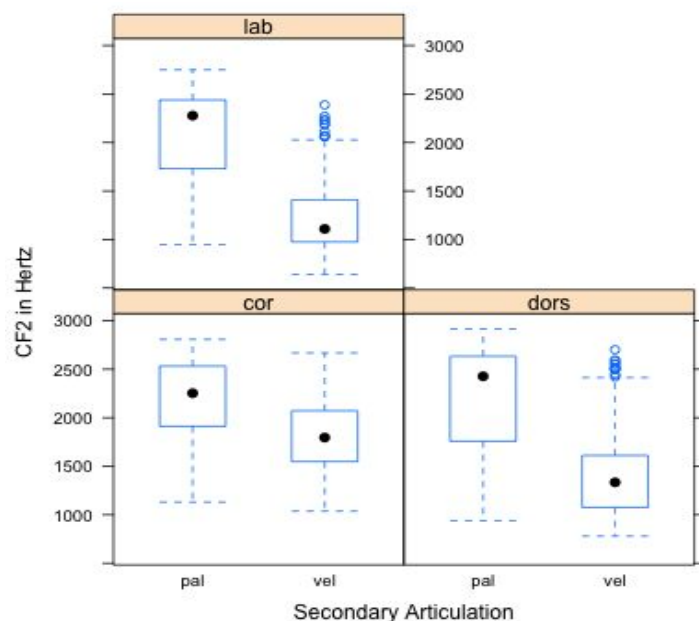 lab
3000
2500
2000
1500
1000
CF2 in Hertz
cor
dors
3000
2500
2000
1500
1000
pal
vel
pal
vel
Secondary Articulation